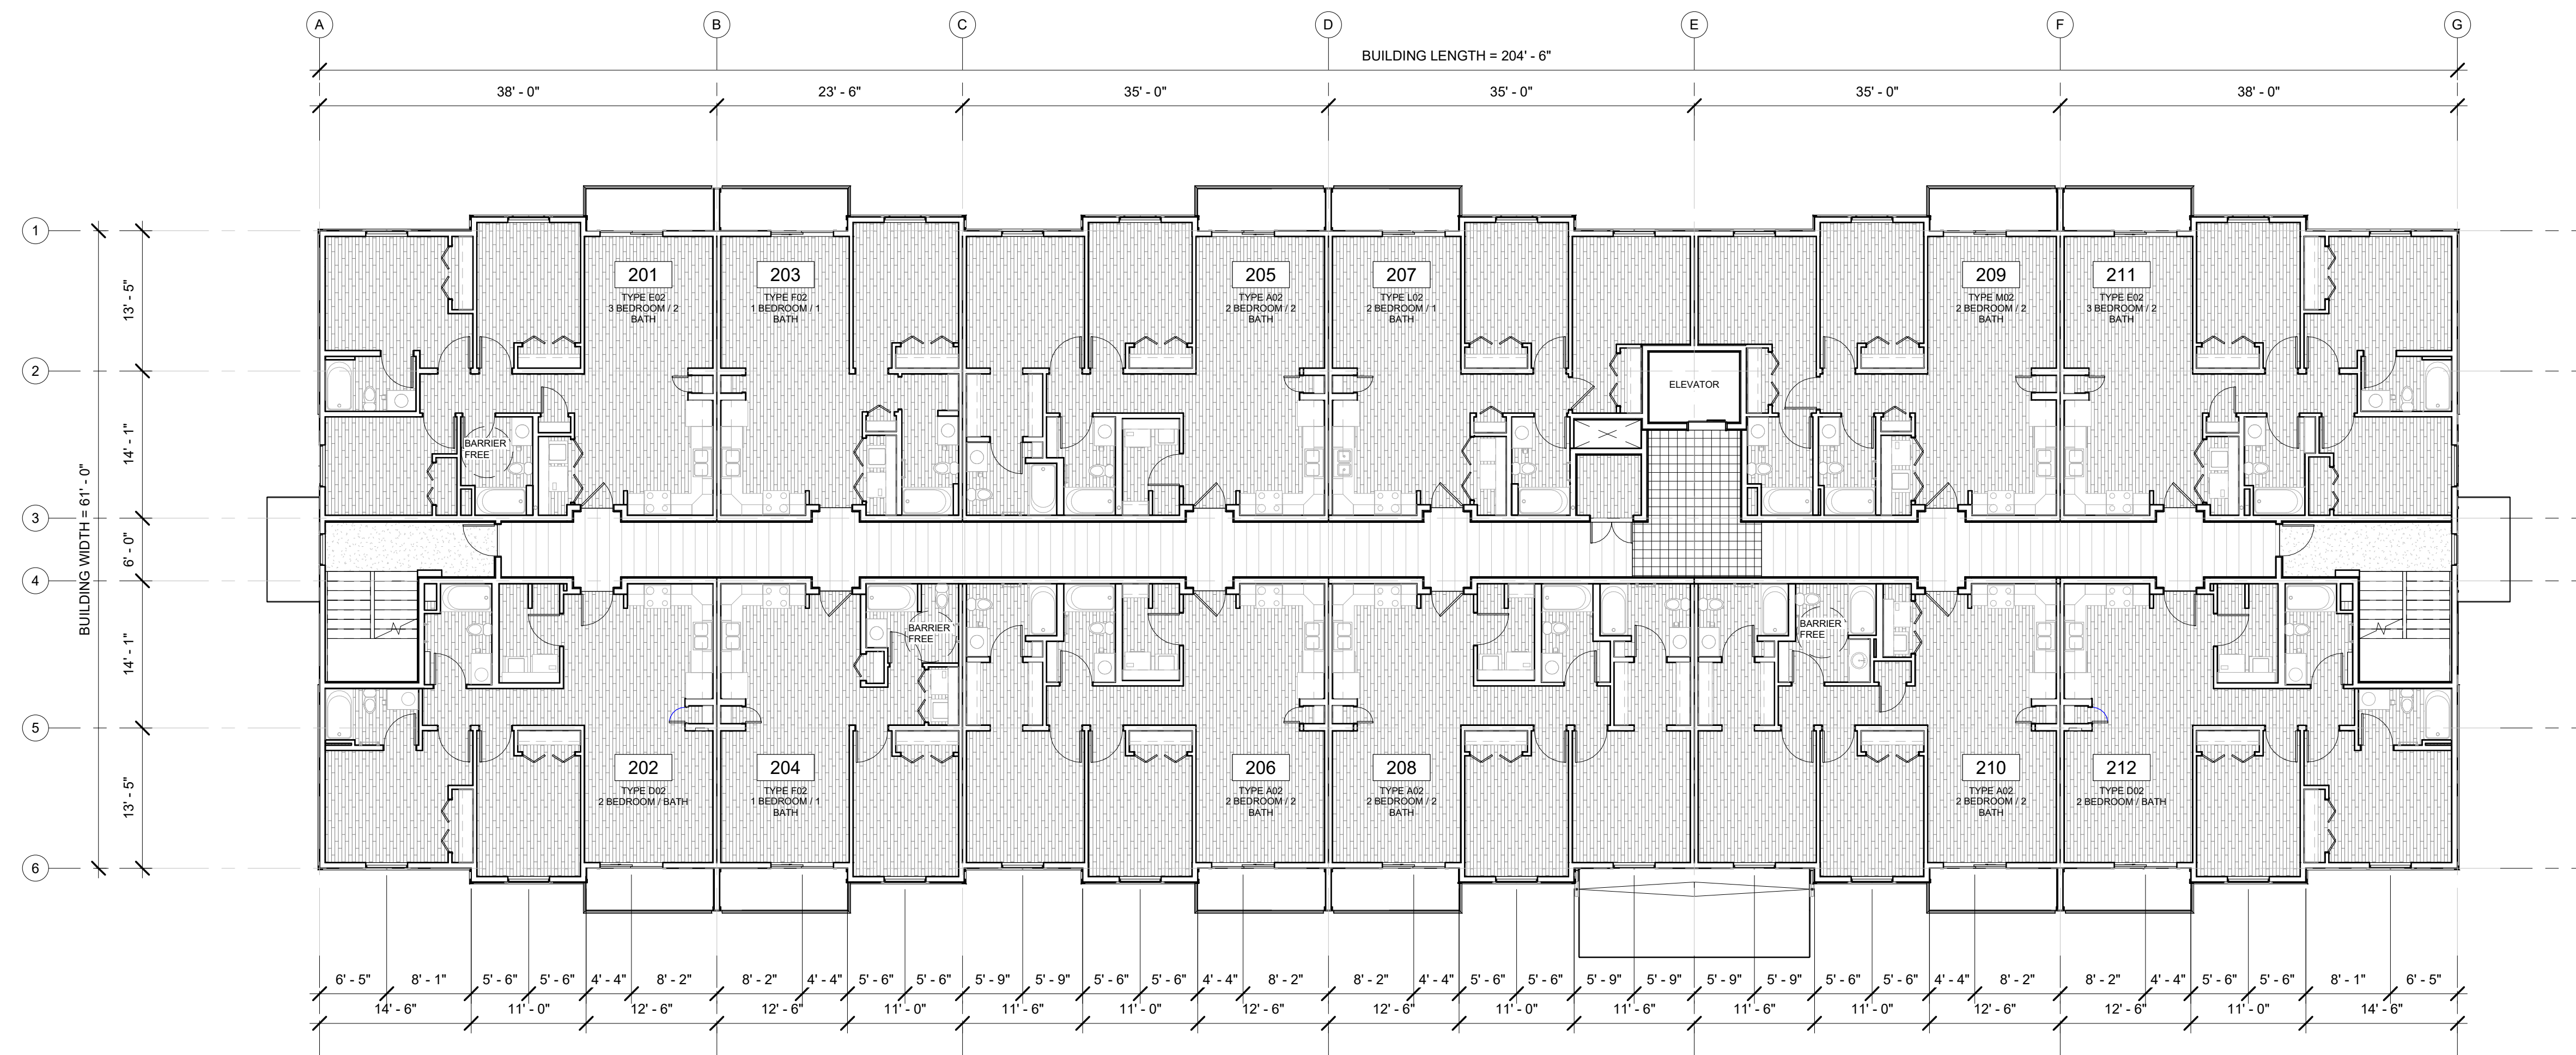 A B C D E F G
BUILDING LENGTH = 204' - 6"
38' - 0" 23' - 6" 35' - 0" 35' - 0" 35' - 0" 38' - 0"
1
2
3
4
5
6
BUILDING WIDTH = 61' - 0"
13' - 5"
14' - 1"
6' - 0"
14' - 1"
13' - 5"
201
TYPE E02
3 BEDROOM / 2
BATH
203
TYPE F02
1 BEDROOM / 1
BATH
205
TYPE A02
2 BEDROOM / 2
BATH
207
TYPE L02
2 BEDROOM / 1
BATH
209
TYPE M02
2 BEDROOM / 2
BATH
211
TYPE E02
3 BEDROOM / 2
BATH
ELEVATOR
BARRIER
FREE
BARRIER
FREE
BARRIER
FREE
202
TYPE D02
2 BEDROOM / BATH
204
TYPE F02
1 BEDROOM / 1
BATH
206
TYPE A02
2 BEDROOM / 2
BATH
208
TYPE A02
2 BEDROOM / 2
BATH
210
TYPE A02
2 BEDROOM / 2
BATH
212
TYPE D02
2 BEDROOM / BATH
6' - 5" 8' - 1" 5' - 6" 5' - 6" 4' - 4" 8' - 2" 8' - 2" 4' - 4" 5' - 6" 5' - 6" 5' - 9" 5' - 9" 5' - 6" 5' - 6" 4' - 4" 8' - 2" 8' - 2" 4' - 4" 5' - 6" 5' - 6" 5' - 9" 5' - 9" 5' - 9" 5' - 9" 5' - 6" 5' - 6" 4' - 4" 8' - 2" 8' - 2" 4' - 4" 5' - 6" 5' - 6" 8' - 1" 6' - 5"
14' - 6" 11' - 0" 12' - 6" 12' - 6" 11' - 0" 11' - 6" 11' - 0" 12' - 6" 12' - 6" 11' - 0" 11' - 6" 11' - 6" 11' - 0" 12' - 6" 12' - 6" 11' - 0" 14' - 6"